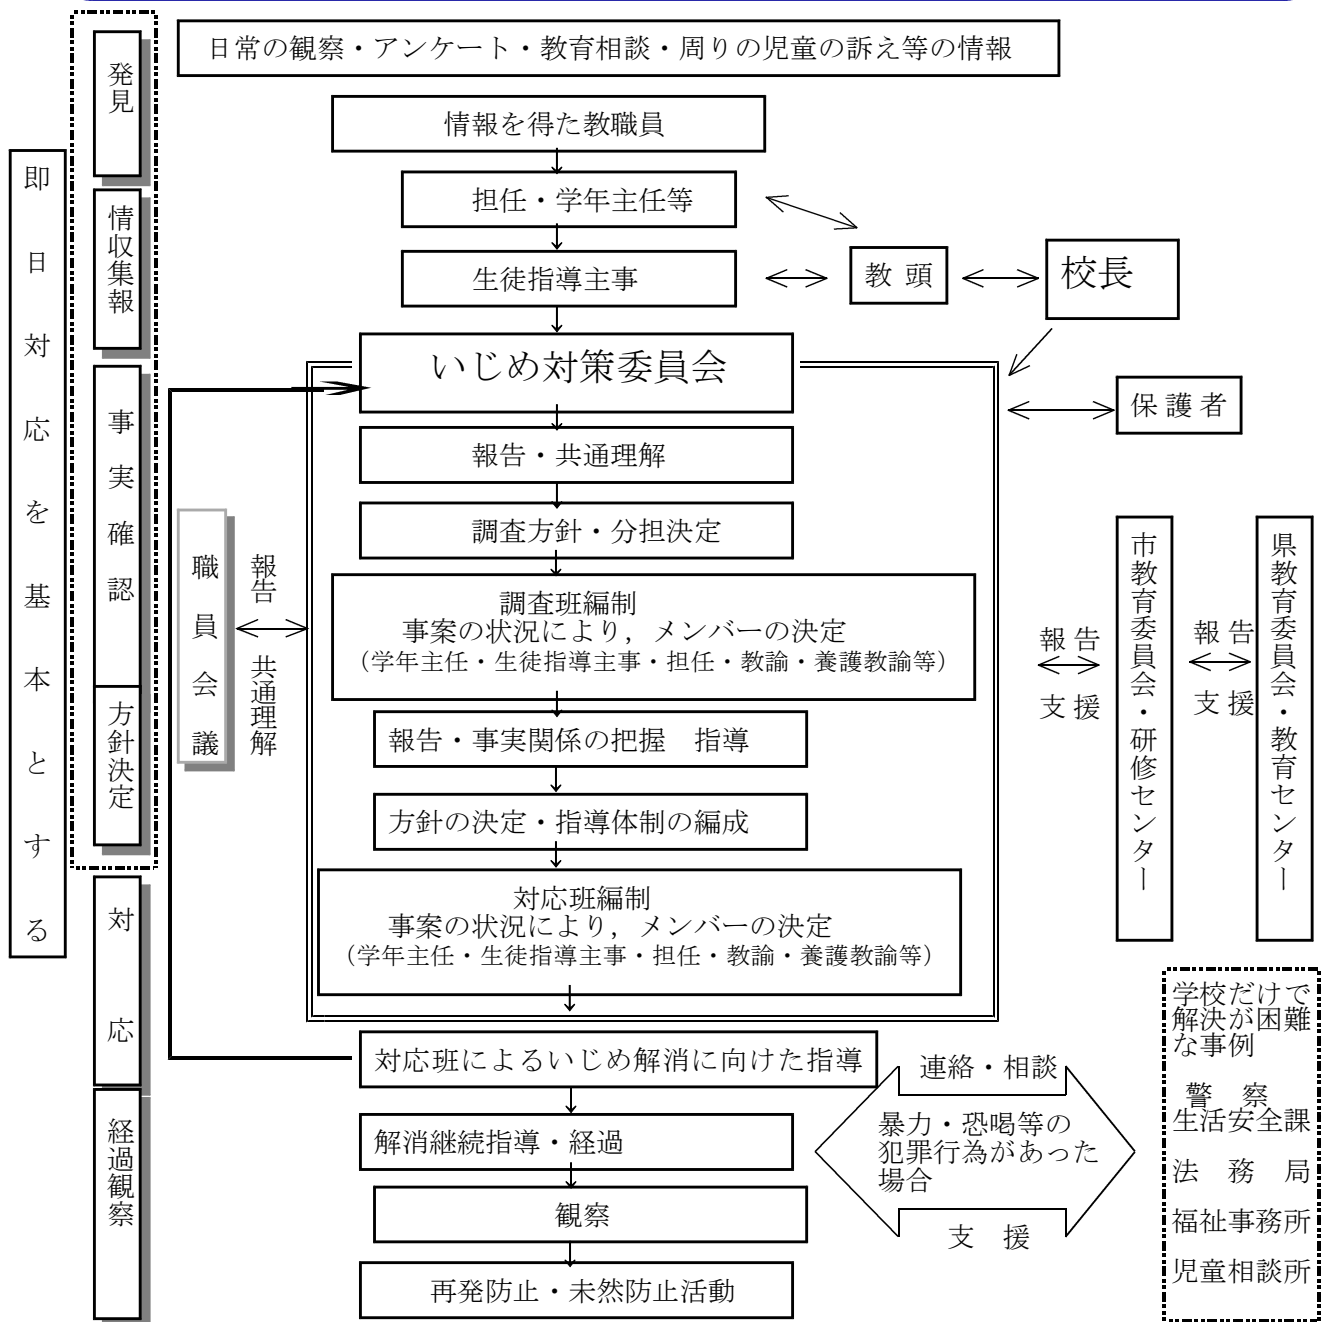 日常の観察・アンケート・教育相談・周りの児童の訴え等の情報
発見
情報を得た教職員
即日対応を基本とする
担任・学年主任等
情収集報
生徒指導主事
教頭
校長
いじめ対策委員会
保護者
事実確認
報告・共通理解
調査方針・分担決定
職員会議
報告
共通理解
調査班編制
事案の状況により，メンバーの決定
（学年主任・生徒指導主事・担任・教諭・養護教諭等）
報告
支援
市教育委員会・研修センター
報告
支援
県教育委員会・教育センター
方針決定
報告・事実関係の把握　指導
方針の決定・指導体制の編成
対応班編制
事案の状況により，メンバーの決定
（学年主任・生徒指導主事・担任・教諭・養護教諭等）
対応
対応班によるいじめ解消に向けた指導
連絡・相談
暴力・恐喝等の
犯罪行為があった
場合
支　援
学校だけで
解決が困難
な事例
警　察
生活安全課
法　務　局
福祉事務所
児童相談所
経過観察
解消継続指導・経過
観察
再発防止・未然防止活動